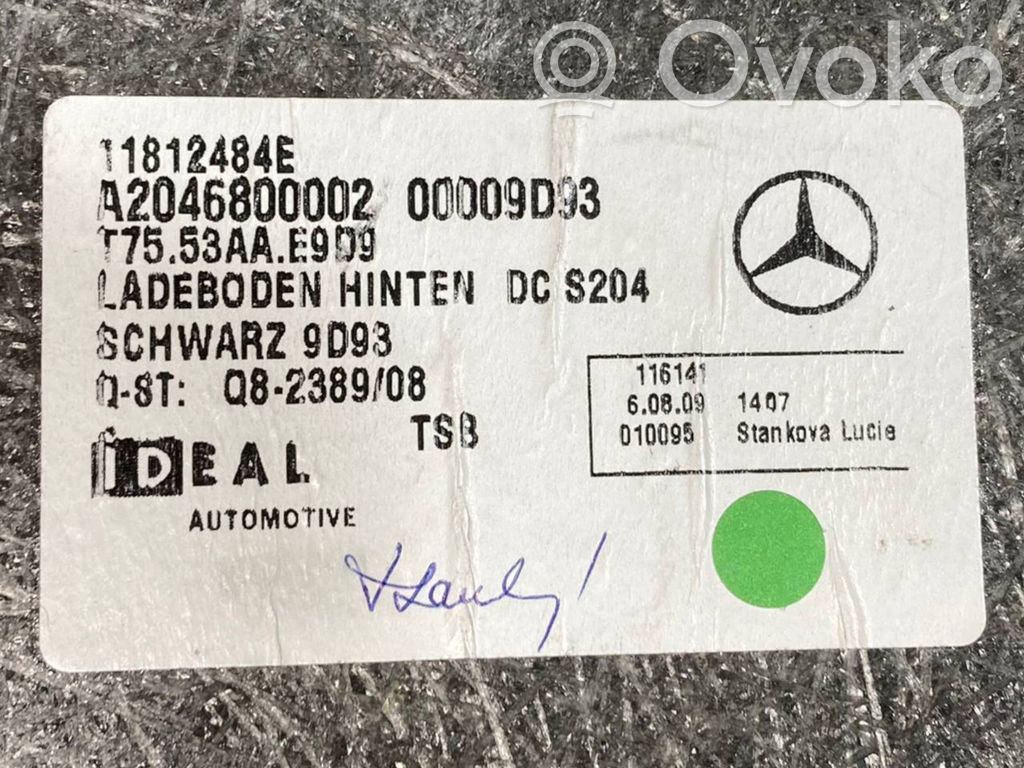 Ovoko
11812484E
A2046800002 00009D93
T75.53AA.E9D9
LADEBODEN HINTEN DC S204
SCHWARZ 9D93
Q-ST: Q8-2389/08
TSB
IDEAL
AUTOMOTIVE
116141
6.08.09 1407
010095 Stankova Lucie